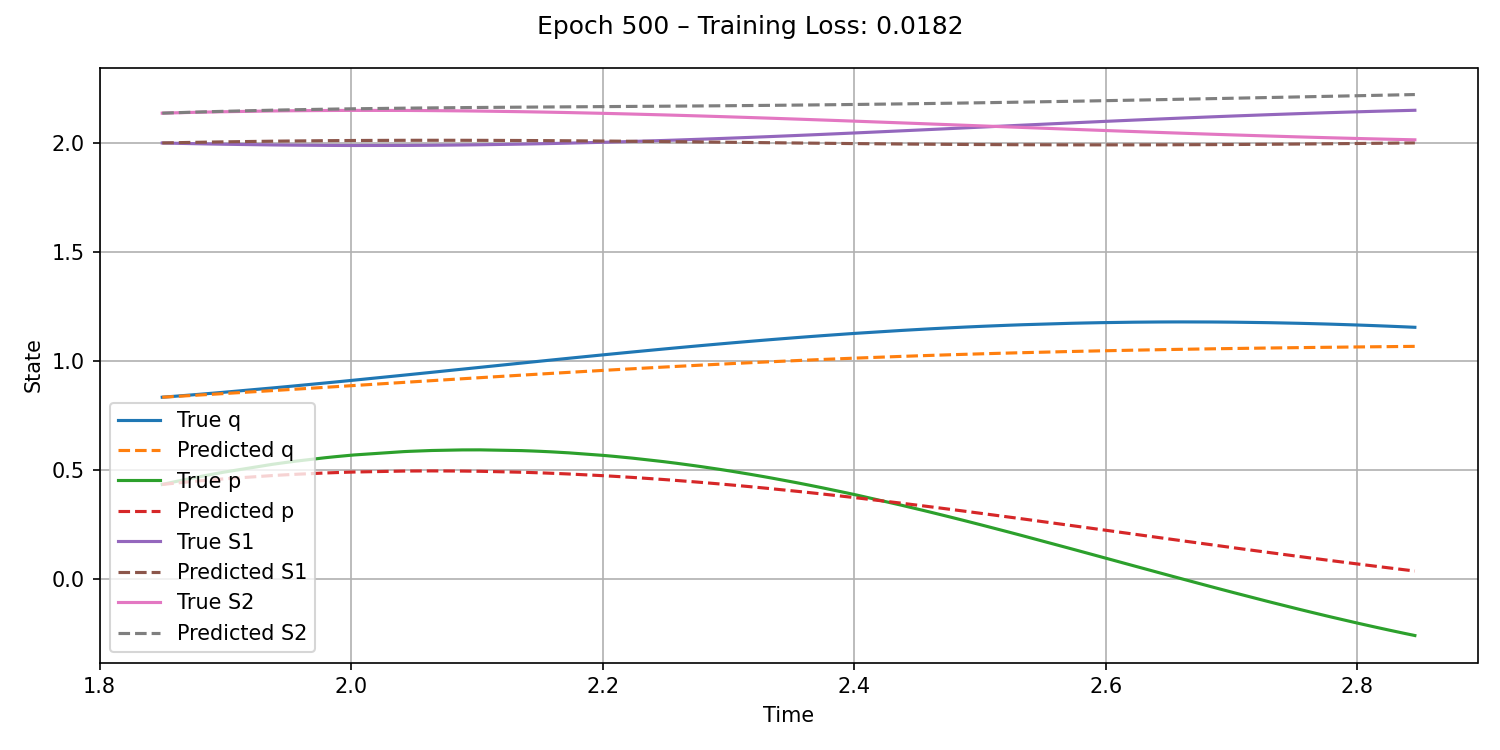 Epoch 500 – Training Loss: 0.0182
State
2.0
1.5
1.0
0.5
0.0
True q
Predicted q
True p
Predicted p
True S1
Predicted S1
True S2
Predicted S2
1.8 2.0 2.2 2.4 2.6 2.8
Time